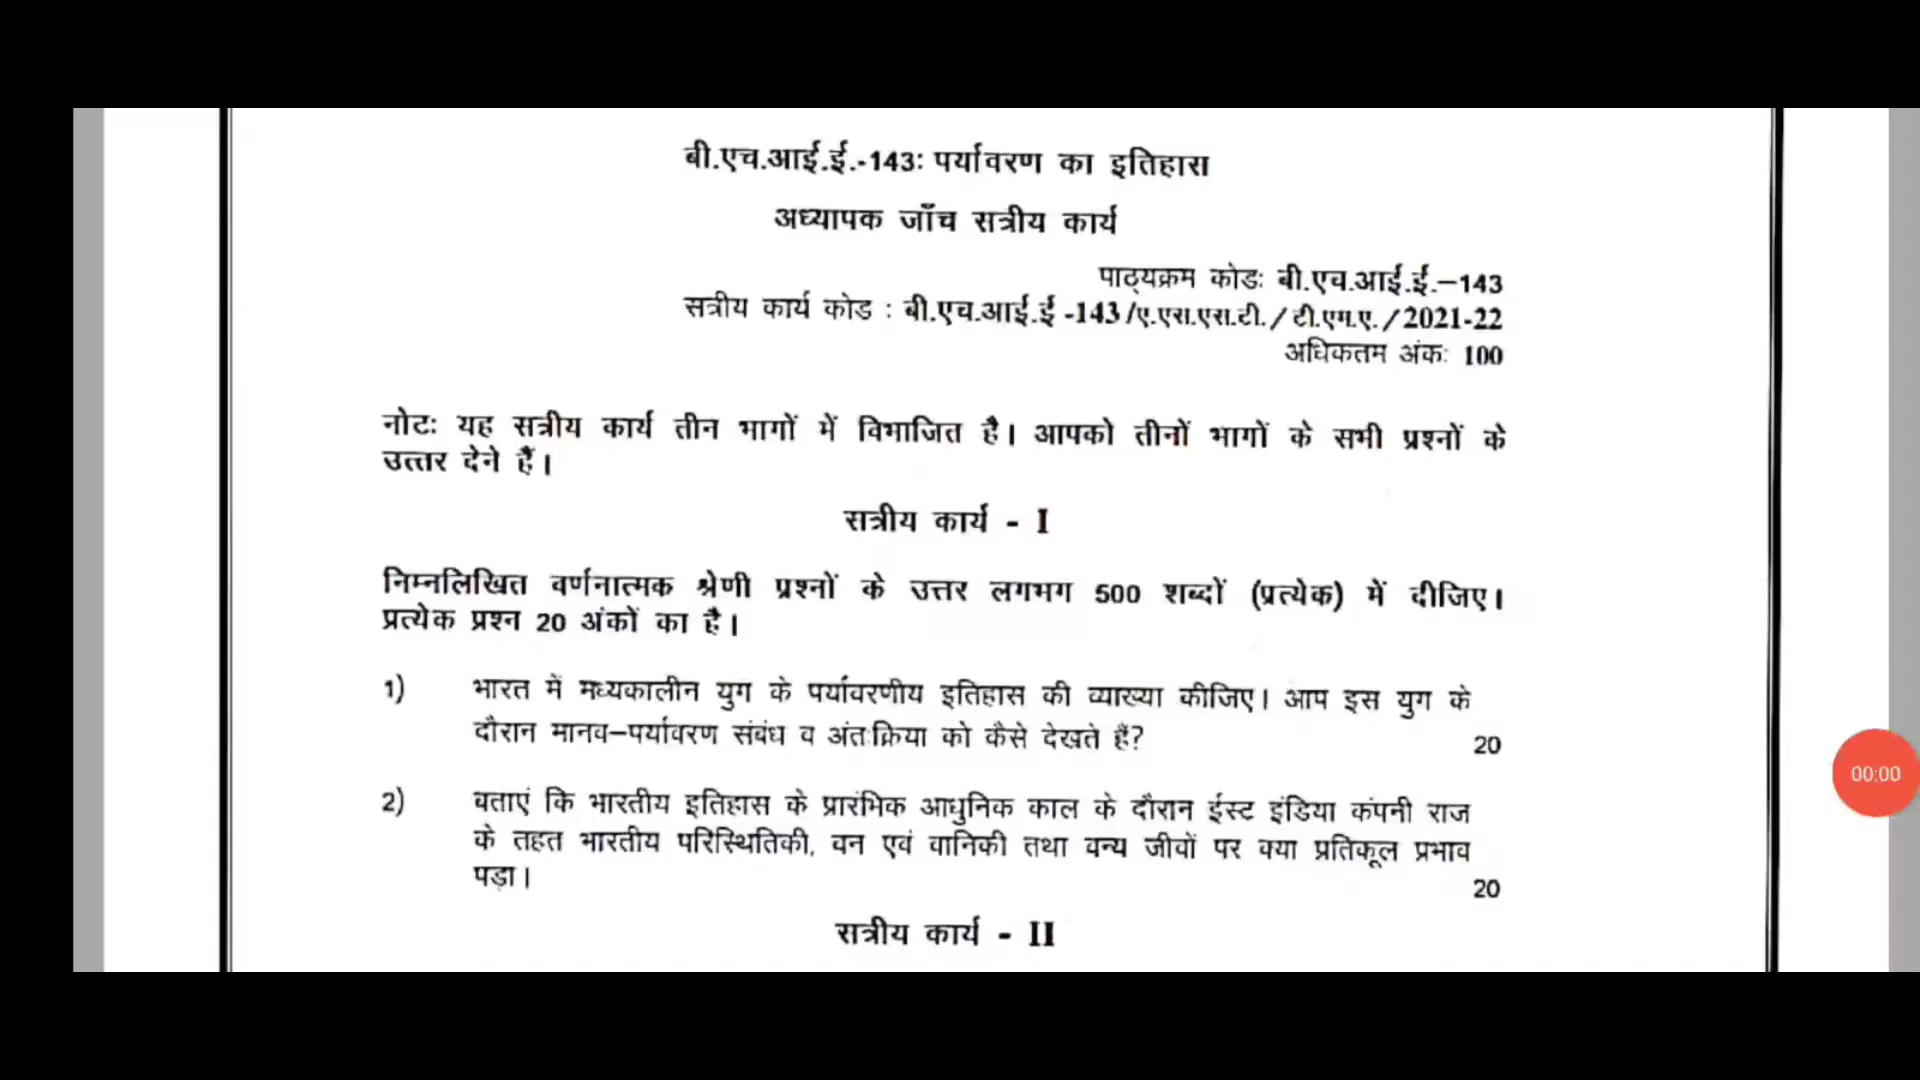 बी.एच.आई.ई.-143: पर्यावरण का इतिहास
अध्यापक जाँच सत्रीय कार्य
पाठ्यक्रम कोडः बी.एच.आई.ई.–143
सत्रीय कार्य कोड : बी.एच.आई.ई -143/ए.एस.एस.टी./टी.एम.ए./2021-22
अधिकतम अंकः 100
नोटः यह सत्रीय कार्य तीन भागों में विभाजित है। आपको तीनों भागों के सभी प्रश्नों के
उत्तर देने हैं।
सत्रीय कार्य - I
निम्नलिखित वर्णनात्मक श्रेणी प्रश्नों के उत्तर लगभग 500 शब्दों (प्रत्येक) में दीजिए।
प्रत्येक प्रश्न 20 अंकों का है।
1) भारत में मध्यकालीन युग के पर्यावरणीय इतिहास की व्याख्या कीजिए। आप इस युग के
दौरान मानव–पर्यावरण संबंध व अंतःक्रिया को कैसे देखते हैं? 20
2) बताएं कि भारतीय इतिहास के प्रारंभिक आधुनिक काल के दौरान ईस्ट इंडिया कंपनी राज
के तहत भारतीय परिस्थितिकी, वन एवं वानिकी तथा वन्य जीवों पर क्या प्रतिकूल प्रभाव
पड़ा। 20
सत्रीय कार्य - II
00:00